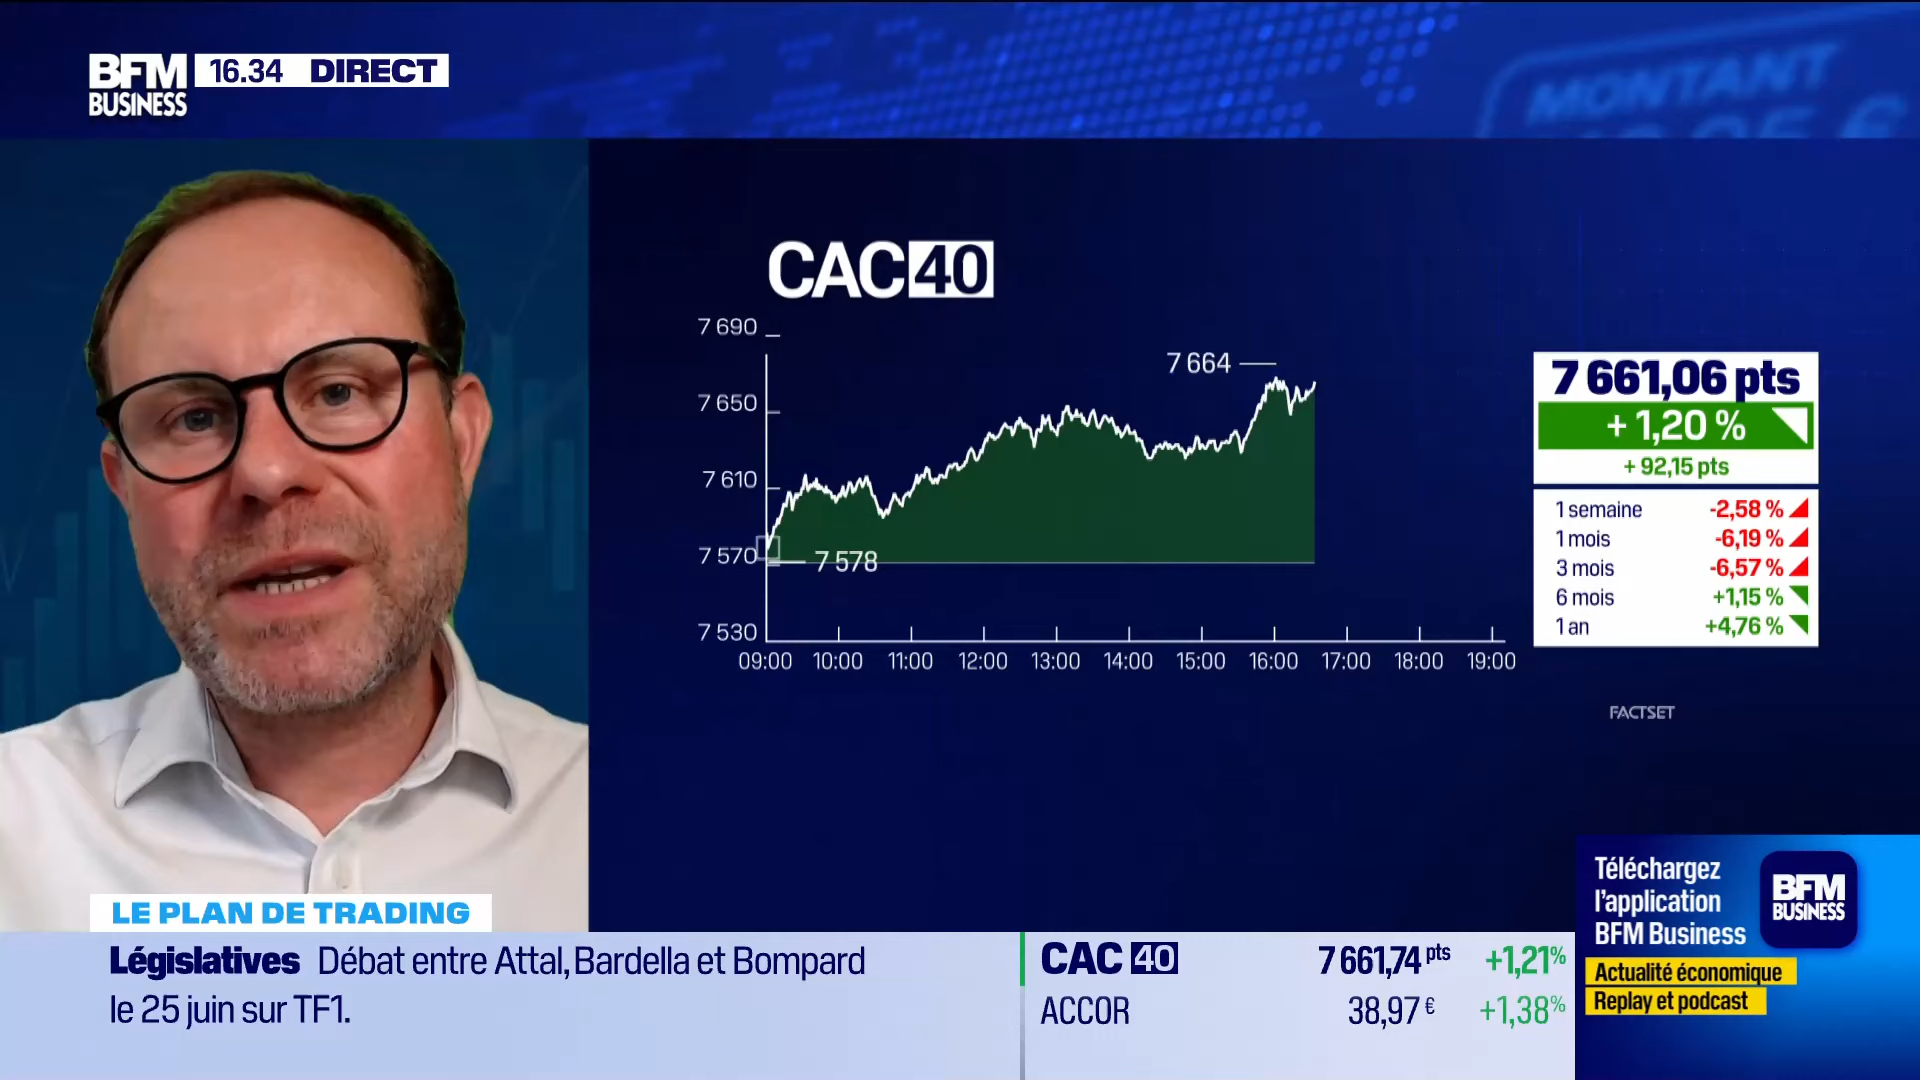 BFM
BUSINESS
16.34 DIRECT
MONTANT
CAC 40
7 690
7 664
7 650
7 610
7 570
7 578
7 530
09:00 10:00 11:00 12:00 13:00 14:00 15:00 16:00 17:00 18:00 19:00
7 661,06 pts
+ 1,20 %
+ 92,15 pts
1 semaine -2,58 %
1 mois -6,19 %
3 mois -6,57 %
6 mois +1,15 %
1 an +4,76 %
FACTSET
LE PLAN DE TRADING
Législatives Débat entre Attal, Bardella et Bompard
le 25 juin sur TF1.
CAC 40 7 661,74 pts +1,21%
ACCOR 38,97 € +1,38%
Téléchargez
l'application
BFM Business
BFM
BUSINESS
Actualité économique
Replay et podcast